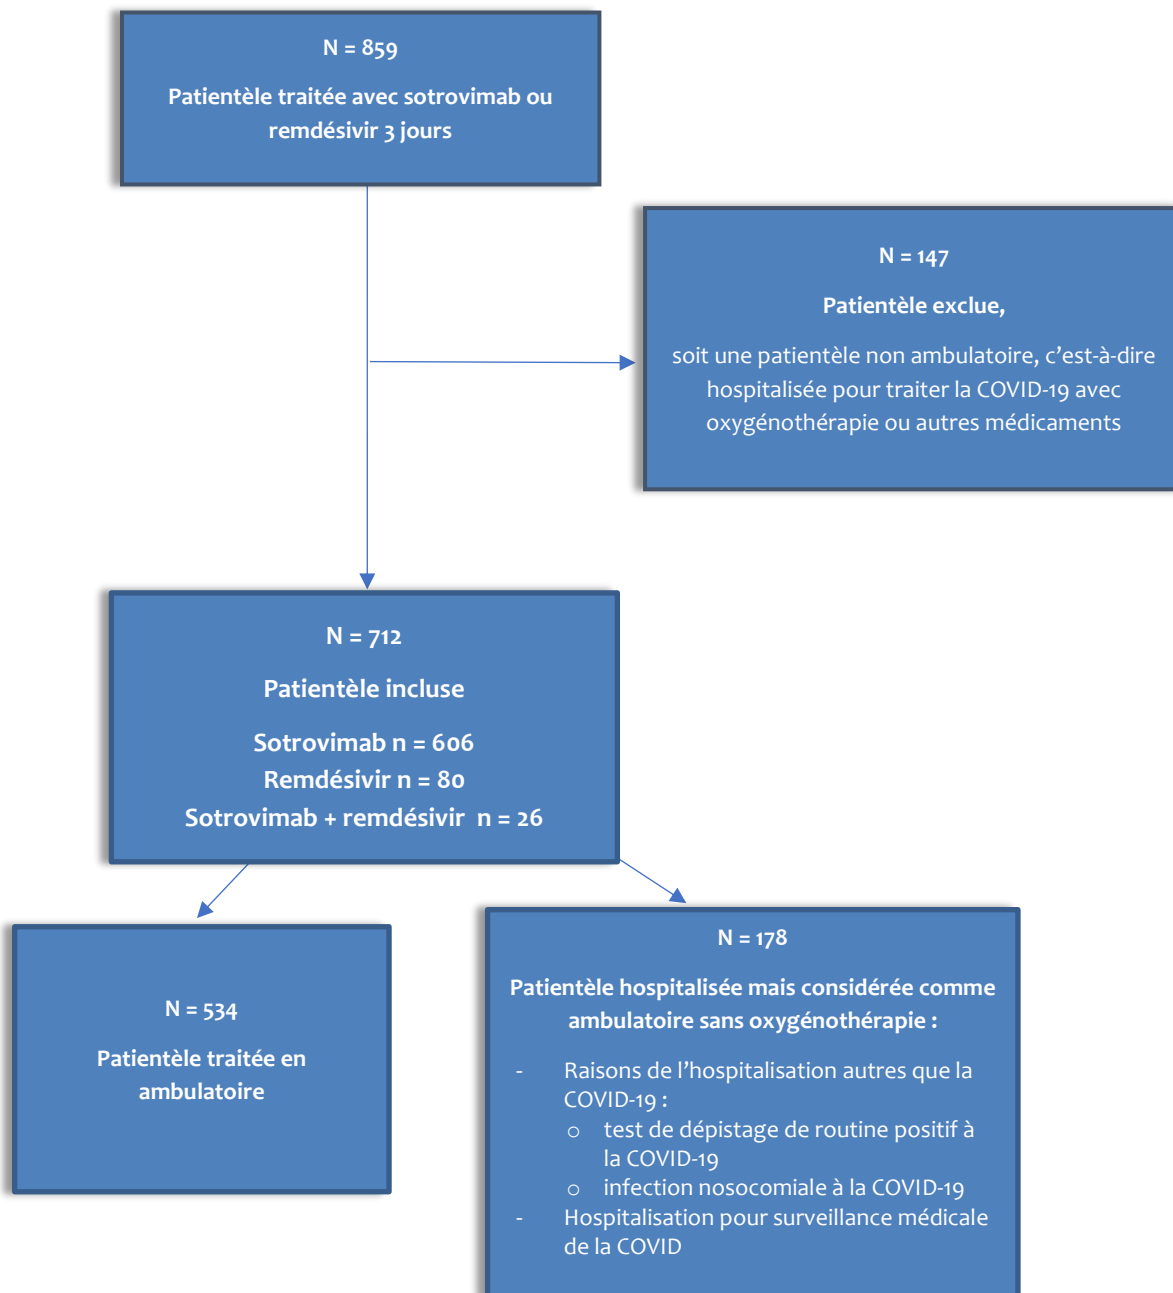 N = 859
Patientèle traitée avec sotrovimab ou
remdésivir 3 jours
N = 147
Patientèle exclue,
soit une patientèle non ambulatoire, c’est-à-dire
hospitalisée pour traiter la COVID-19 avec
oxygénothérapie ou autres médicaments
N = 712
Patientèle incluse
Sotrovimab n = 606
Remdésivir n = 80
Sotrovimab + remdésivir n = 26
N = 534
Patientèle traitée en
ambulatoire
N = 178
Patientèle hospitalisée mais considérée comme
ambulatoire sans oxygénothérapie :
- Raisons de l’hospitalisation autres que la
COVID-19 :
o test de dépistage de routine positif à
la COVID-19
o infection nosocomiale à la COVID-19
- Hospitalisation pour surveillance médicale
de la COVID